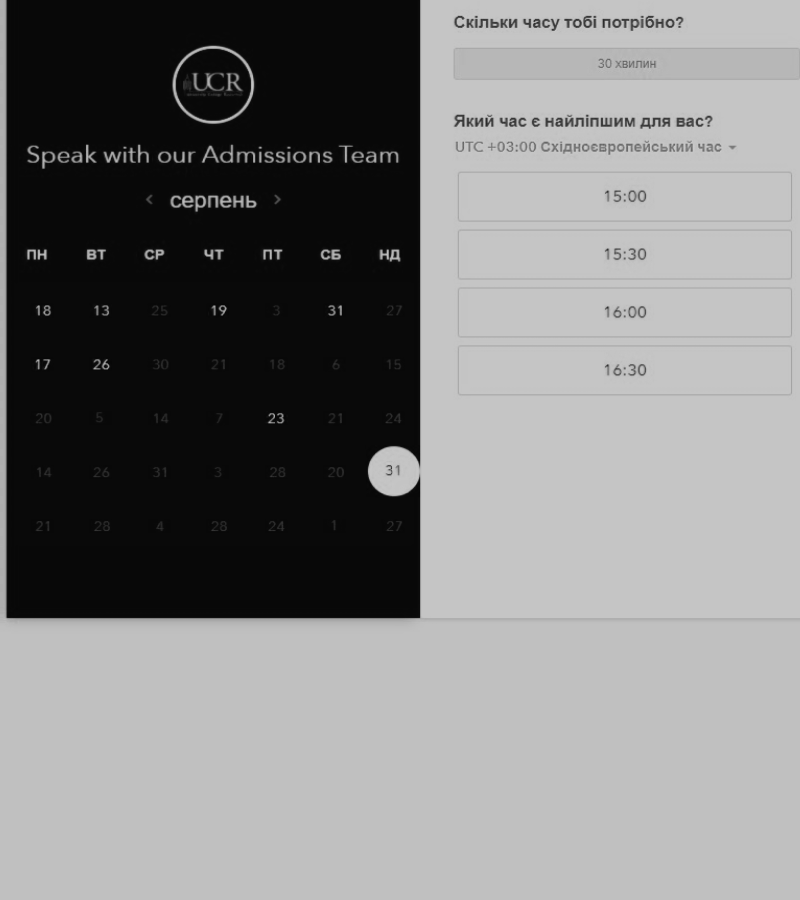 UCR
Speak with our Admissions Team
серпень
ПН ВТ СР ЧТ ПТ СБ НД
18 13 25 19 3 31 27
17 26 30 21 18 6 15
20 5 14 7 23 21 24
14 26 31 3 28 20 31
21 28 4 28 24 1 27
Скільки часу тобі потрібно?
30 хвилин
Який час є найліпшим для вас?
UTC +03:00 Східноєвропейський час
15:00
15:30
16:00
16:30